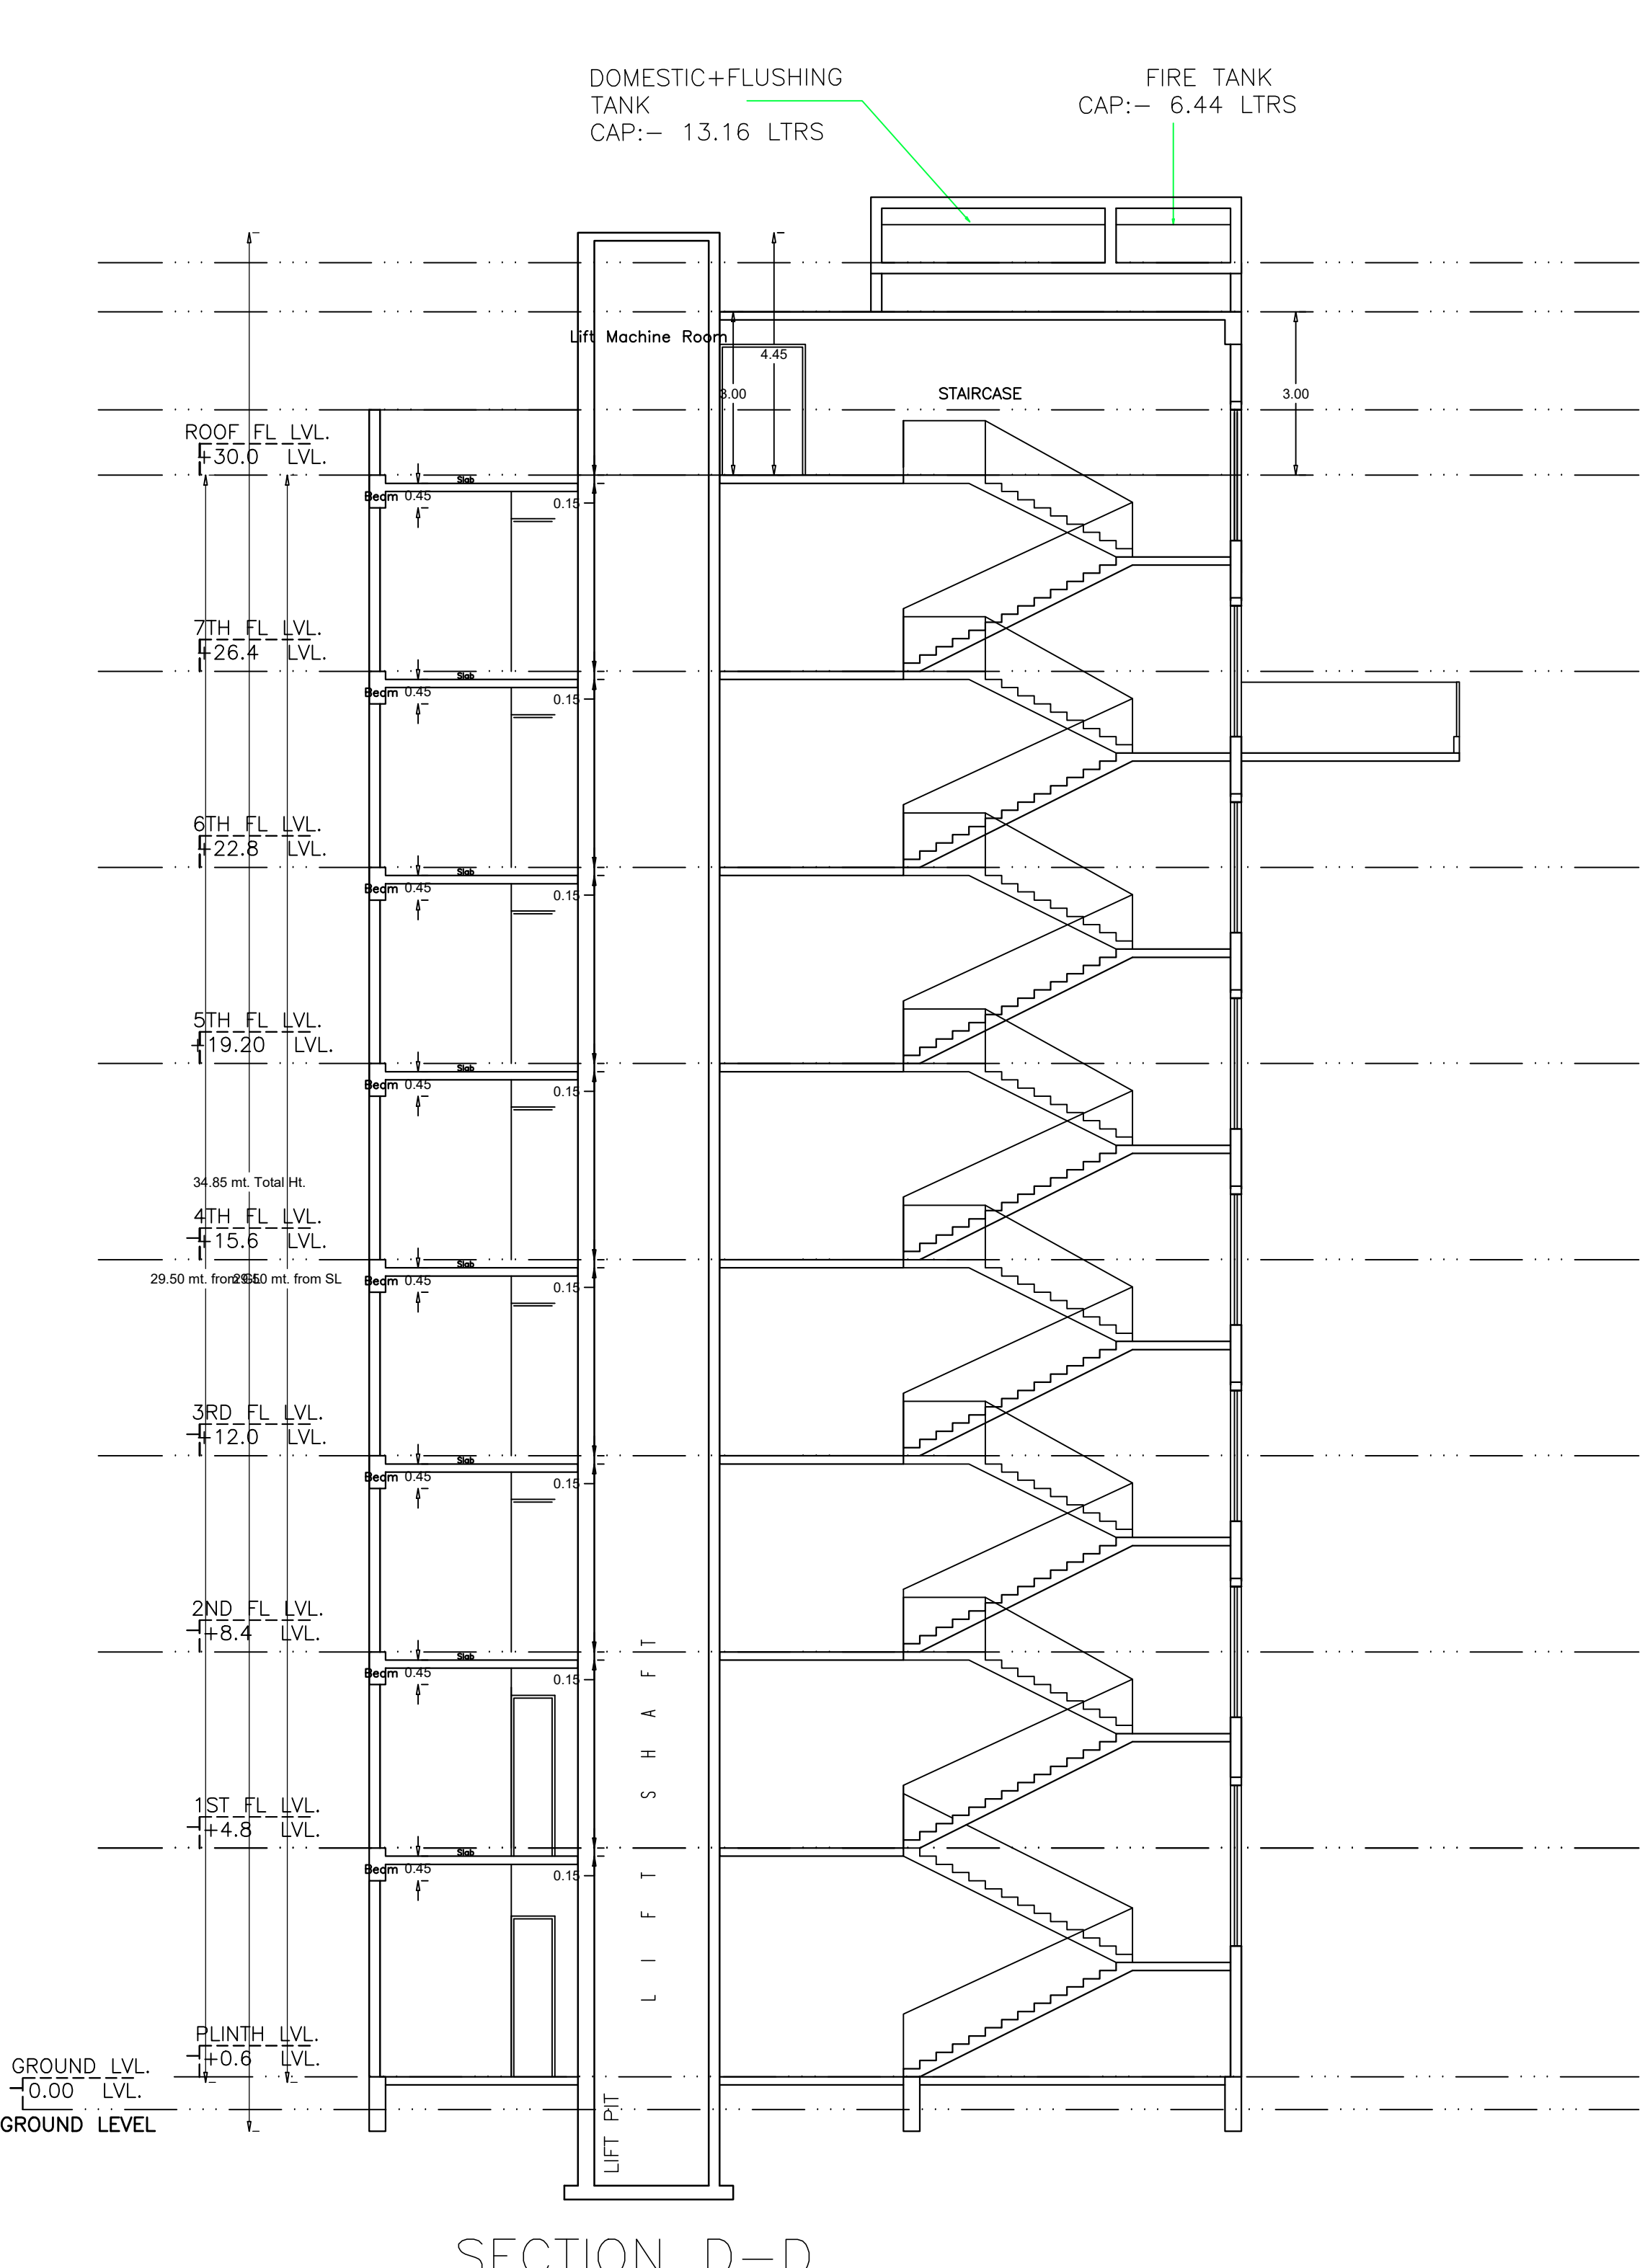 DOMESTIC+FLUSHING
TANK
CAP:- 13.16 LTRS
FIRE TANK
CAP:- 6.44 LTRS
Lift Machine Room
4.45
3.00
STAIRCASE
3.00
ROOF FL LVL.
+30.0 LVL.
Slab
Beam 0.45
0.15
7TH FL LVL.
+26.4 LVL.
Slab
Beam 0.45
0.15
6TH FL LVL.
+22.8 LVL.
Slab
Beam 0.45
0.15
5TH FL LVL.
+19.20 LVL.
Slab
Beam 0.45
0.15
34.85 mt. Total Ht.
4TH FL LVL.
+15.6 LVL.
Slab
29.50 mt. from GL
29.50 mt. from SL
Beam 0.45
0.15
3RD FL LVL.
+12.0 LVL.
Slab
Beam 0.45
0.15
2ND FL LVL.
+8.4 LVL.
Slab
Beam 0.45
0.15
LIFT SHAFT
1ST FL LVL.
+4.8 LVL.
Slab
Beam 0.45
0.15
PLINTH LVL.
+0.6 LVL.
GROUND LVL.
0.00 LVL.
GROUND LEVEL
LIFT PIT
SECTION D-D